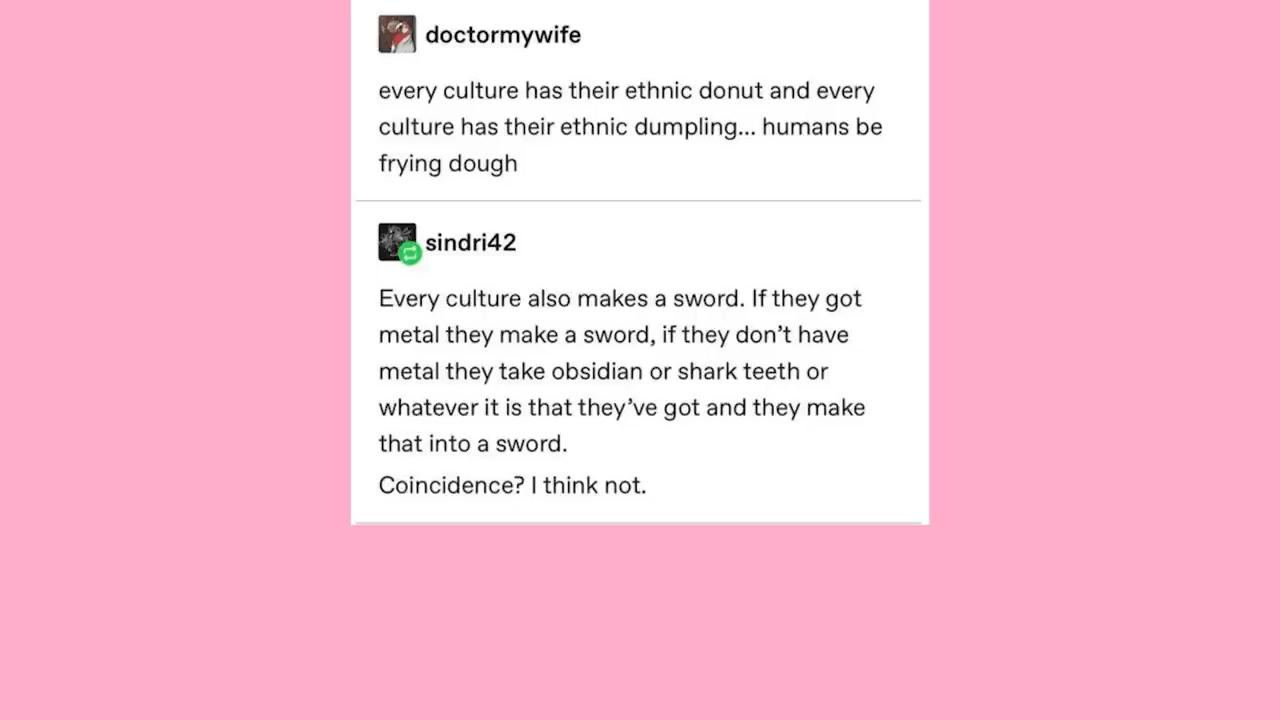 doctormywife
every culture has their ethnic donut and every
culture has their ethnic dumpling... humans be
frying dough
sindri42
Every culture also makes a sword. If they got
metal they make a sword, if they don’t have
metal they take obsidian or shark teeth or
whatever it is that they’ve got and they make
that into a sword.
Coincidence? I think not.